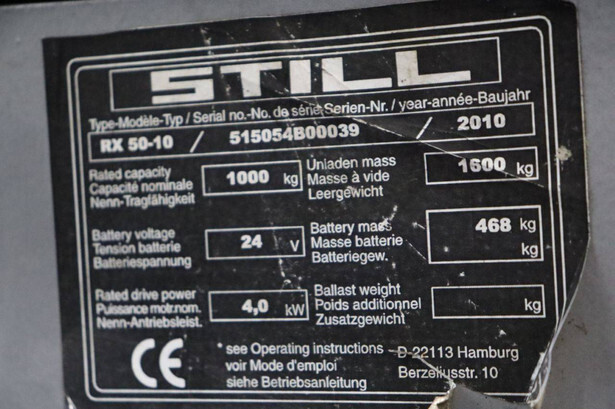 STILL
Type-Modèle-Typ / Serial no.-No. de série-Serien-Nr. / year-année-Baujahr
RX 50-10 / 515054B00039 / 2010
Rated capacity
Capacité nominale
Nenn-Tragfähigkeit
1000 kg
Unladen mass
Masse à vide
Leergewicht
1600 kg
Battery voltage
Tension batterie
Batteriespannung
24 V
Battery mass
Masse batterie
Batteriegew.
468 kg
kg
Rated drive power
Puissance motr.nom.
Nenn-Antriebsleist.
4,0 kW
Ballast weight
Poids additionnel
Zusatzgewicht
kg
CE
*see Operating instructions
voir Mode d'emploi
siehe Betriebsanleitung
D-22113 Hamburg
Berzeliusstr. 10